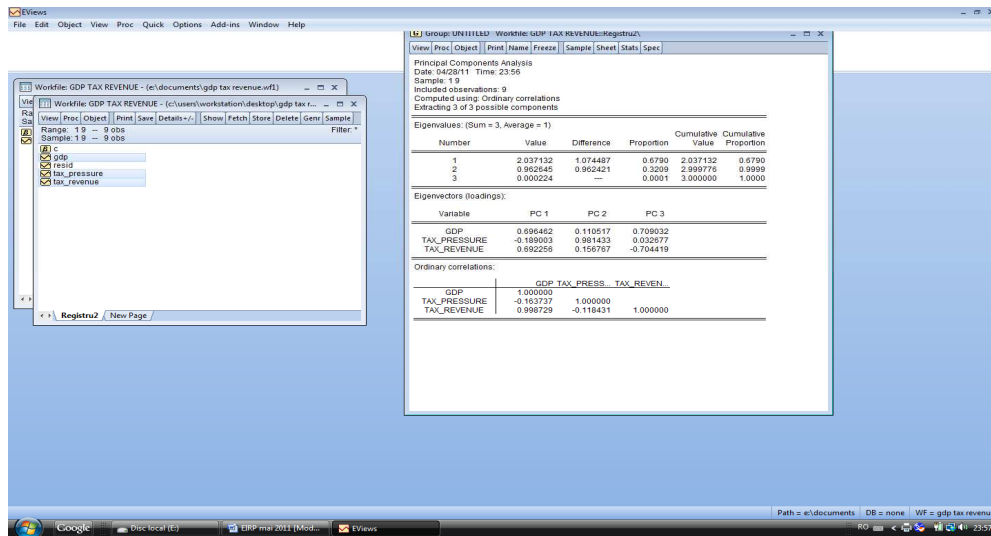 EViews
File Edit Object View Proc Quick Options Add-ins Window Help
Group: UNTITLED Workfile: GDP TAX REVENUE::Registru2\
View Proc Object Print Name Freeze Sample Sheet Stats Spec
Principal Components Analysis
Date: 04/28/11 Time: 23:56
Sample: 1 9
Included observations: 9
Computed using: Ordinary correlations
Extracting 3 of 3 possible components
Eigenvalues: (Sum = 3, Average = 1)
Cumulative Cumulative
Number Value Difference Proportion Value Proportion
1 2.037132 1.074487 0.6790 2.037132 0.6790
2 0.962645 0.962421 0.3209 2.999776 0.9999
3 0.000224 --- 0.0001 3.000000 1.0000
Eigenvectors (loadings):
Variable PC 1 PC 2 PC 3
GDP 0.696462 0.110517 0.709032
TAX_PRESSURE -0.189003 0.981433 0.032677
TAX_REVENUE 0.692256 0.156767 -0.704419
Ordinary correlations:
GDP TAX_PRESS... TAX_REVEN...
GDP 1.000000
TAX_PRESSURE -0.163737 1.000000
TAX_REVENUE 0.998729 -0.118431 1.000000
Workfile: GDP TAX REVENUE - (e:\documents\gdp tax revenue.wf1)
Vie
Ra
Sa
Workfile: GDP TAX REVENUE - (c:\users\workstation\desktop\gdp tax r...
View Proc Object Print Save Details+/- Show Fetch Store Delete Genr Sample
Range: 1 9 -- 9 obs Filter: *
Sample: 1 9 -- 9 obs
c
gdp
resid
tax_pressure
tax_revenue
Registru2 New Page
Path = e:\documents DB = none WF = gdp tax revenu
Google Disc local (E:) EIRP mai 2011 [Mod... EViews RO 23:57